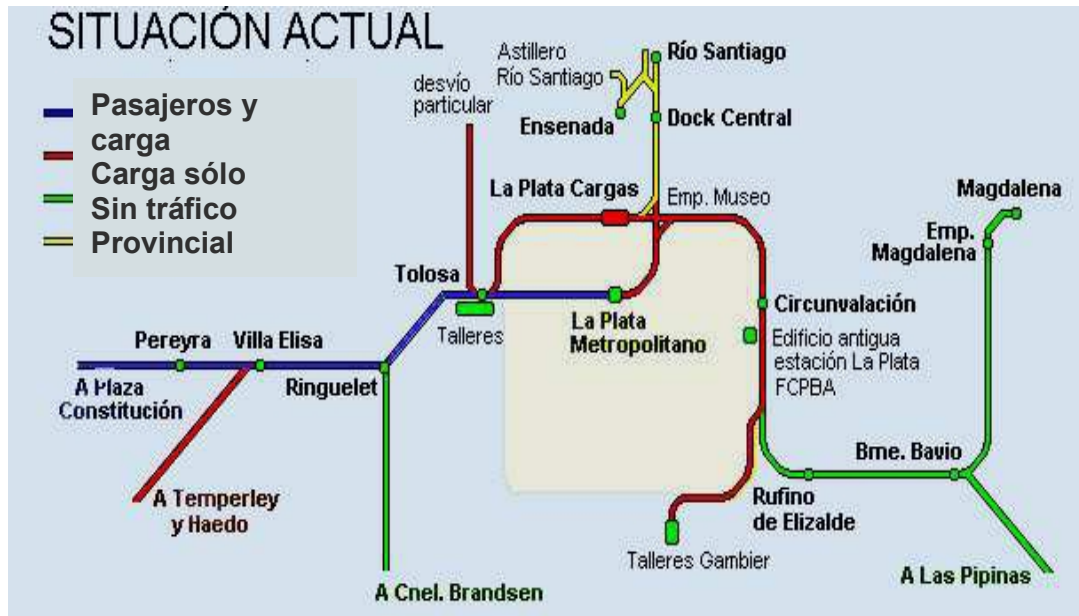 SITUACIÓN ACTUAL
Pasajeros y
carga
Carga sólo
Sin tráfico
Provincial
desvío
particular
Astillero
Río Santiago
Río Santiago
Ensenada
Dock Central
La Plata Cargas
Emp. Museo
Magdalena
Emp.
Magdalena
Tolosa
Talleres
La Plata
Metropolitano
Circunvalación
Edificio antigua
estación La Plata
FCPBA
Pereyra
Villa Elisa
Ringuelet
A Plaza
Constitución
A Temperley
y Haedo
A Cnel. Brandsen
Bme. Bavio
Rufino
de Elizalde
Talleres Gambier
A Las Pipinas